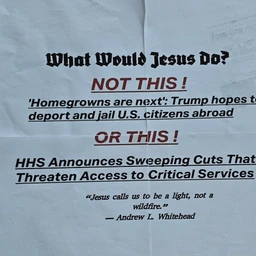 What Would Jesus Do?
NOT THIS !
'Homegrowns are next': Trump hopes t
deport and jail U.S. citizens abroad
OR THIS !
HHS Announces Sweeping Cuts That
Threaten Access to Critical Services
"Jesus calls us to be a light, not a
wildfire."
— Andrew L. Whitehead